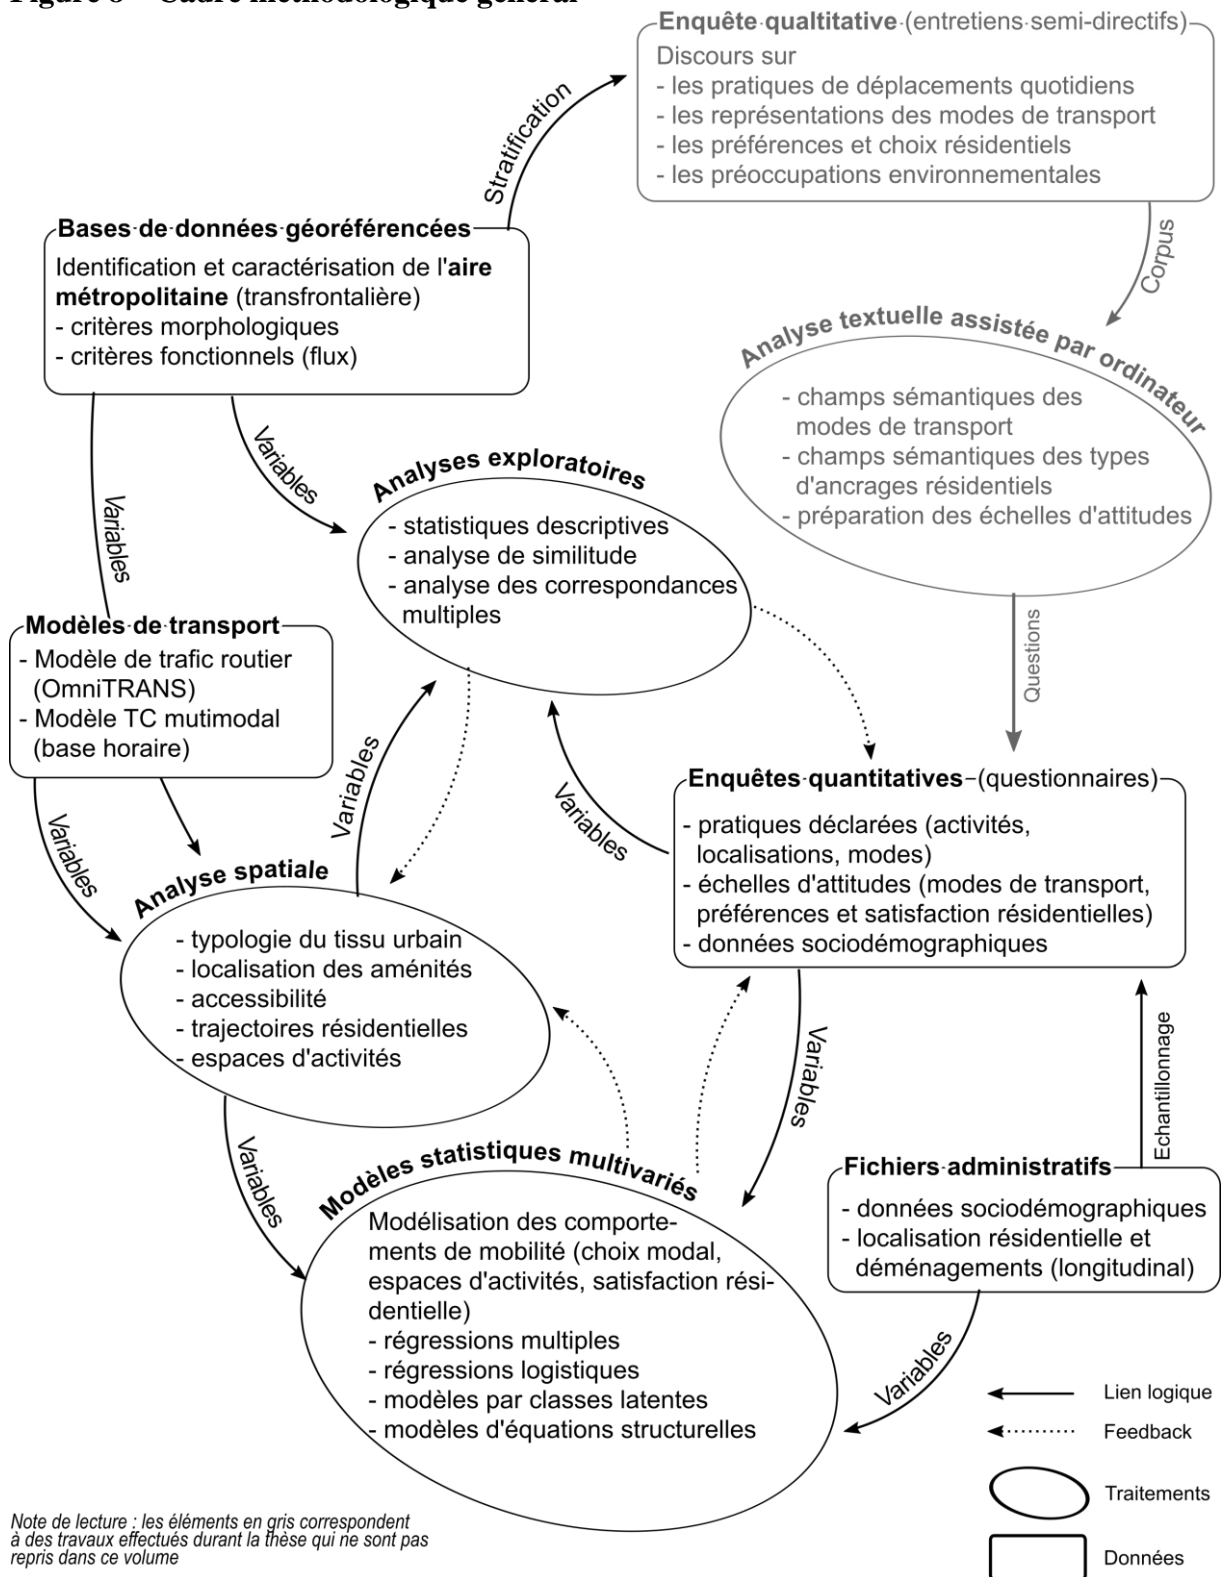 Enquête qualtitative (entretiens semi-directifs)
Discours sur
- les pratiques de déplacements quotidiens
- les représentations des modes de transport
- les préférences et choix résidentiels
- les préoccupations environnementales
Stratification
Corpus
Bases de données géoréférencées
Identification et caractérisation de l'aire
métropolitaine (transfrontalière)
- critères morphologiques
- critères fonctionnels (flux)
Analyse textuelle assistée par ordinateur
- champs sémantiques des
modes de transport
- champs sémantiques des types
d'ancrages résidentiels
- préparation des échelles d'attitudes
Variables
Variables
Analyses exploratoires
- statistiques descriptives
- analyse de similitude
- analyse des correspondances
multiples
Questions
Modèles de transport
- Modèle de trafic routier
(OmniTRANS)
- Modèle TC mutimodal
(base horaire)
Variables
Variables
Variables
Enquêtes quantitatives (questionnaires)
- pratiques déclarées (activités,
localisations, modes)
- échelles d'attitudes (modes de transport,
préférences et satisfaction résidentielles)
- données sociodémographiques
Analyse spatiale
- typologie du tissu urbain
- localisation des aménités
- accessibilité
- trajectoires résidentielles
- espaces d'activités
Variables
Variables
Echantillonnage
Modèles statistiques multivariés
Modélisation des comporte-
ments de mobilité (choix modal,
espaces d'activités, satisfaction rési-
dentielle)
- régressions multiples
- régressions logistiques
- modèles par classes latentes
- modèles d'équations structurelles
Fichiers administratifs
- données sociodémographiques
- localisation résidentielle et
déménagements (longitudinal)
Variables
Lien logique
Feedback
Traitements
Données
Note de lecture : les éléments en gris correspondent
à des travaux effectués durant la thèse qui ne sont pas
repris dans ce volume